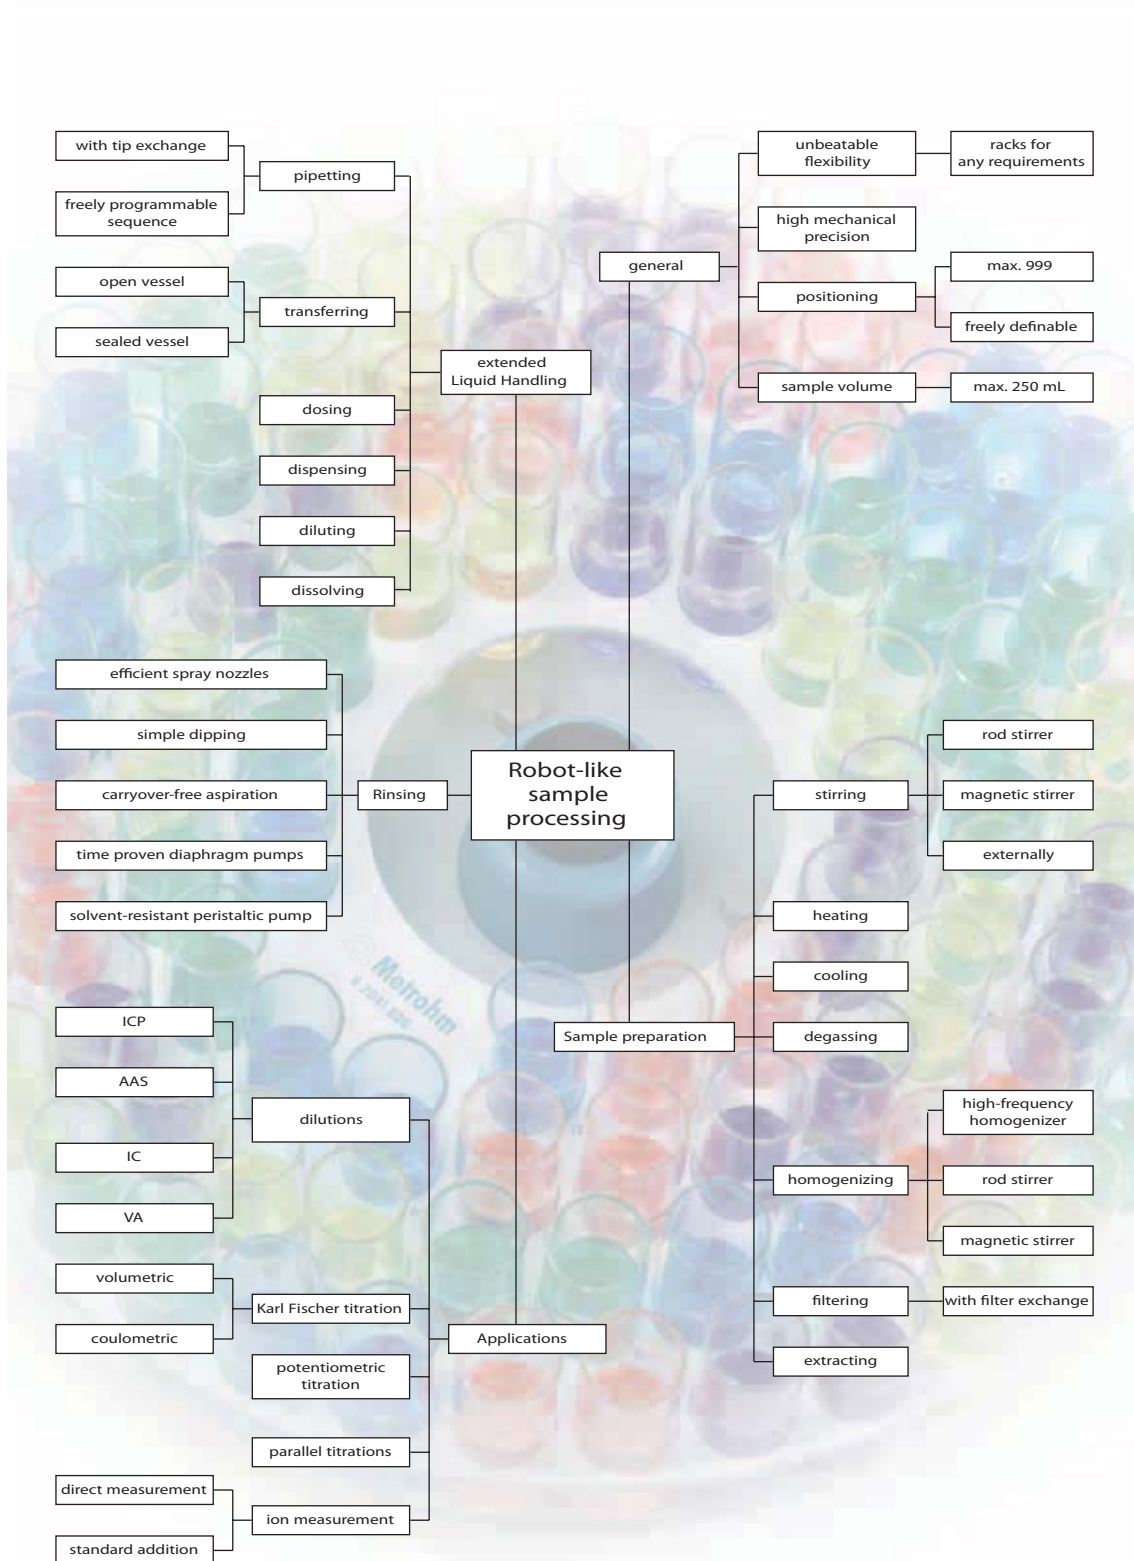 with tip exchange
freely programmable
sequence
pipetting
open vessel
sealed vessel
transferring
extended
Liquid Handling
dosing
dispensing
diluting
dissolving
general
unbeatable
flexibility
racks for
any requirements
high mechanical
precision
positioning
max. 999
freely definable
sample volume
max. 250 mL
efficient spray nozzles
simple dipping
carryover-free aspiration
time proven diaphragm pumps
solvent-resistant peristaltic pump
Rinsing
Robot-like
sample
processing
stirring
rod stirrer
magnetic stirrer
externally
heating
cooling
Sample preparation
degassing
homogenizing
high-frequency
homogenizer
rod stirrer
magnetic stirrer
filtering
with filter exchange
extracting
Metrohm
ICP
AAS
IC
VA
dilutions
volumetric
coulometric
Karl Fischer titration
Applications
potentiometric
titration
parallel titrations
direct measurement
standard addition
ion measurement